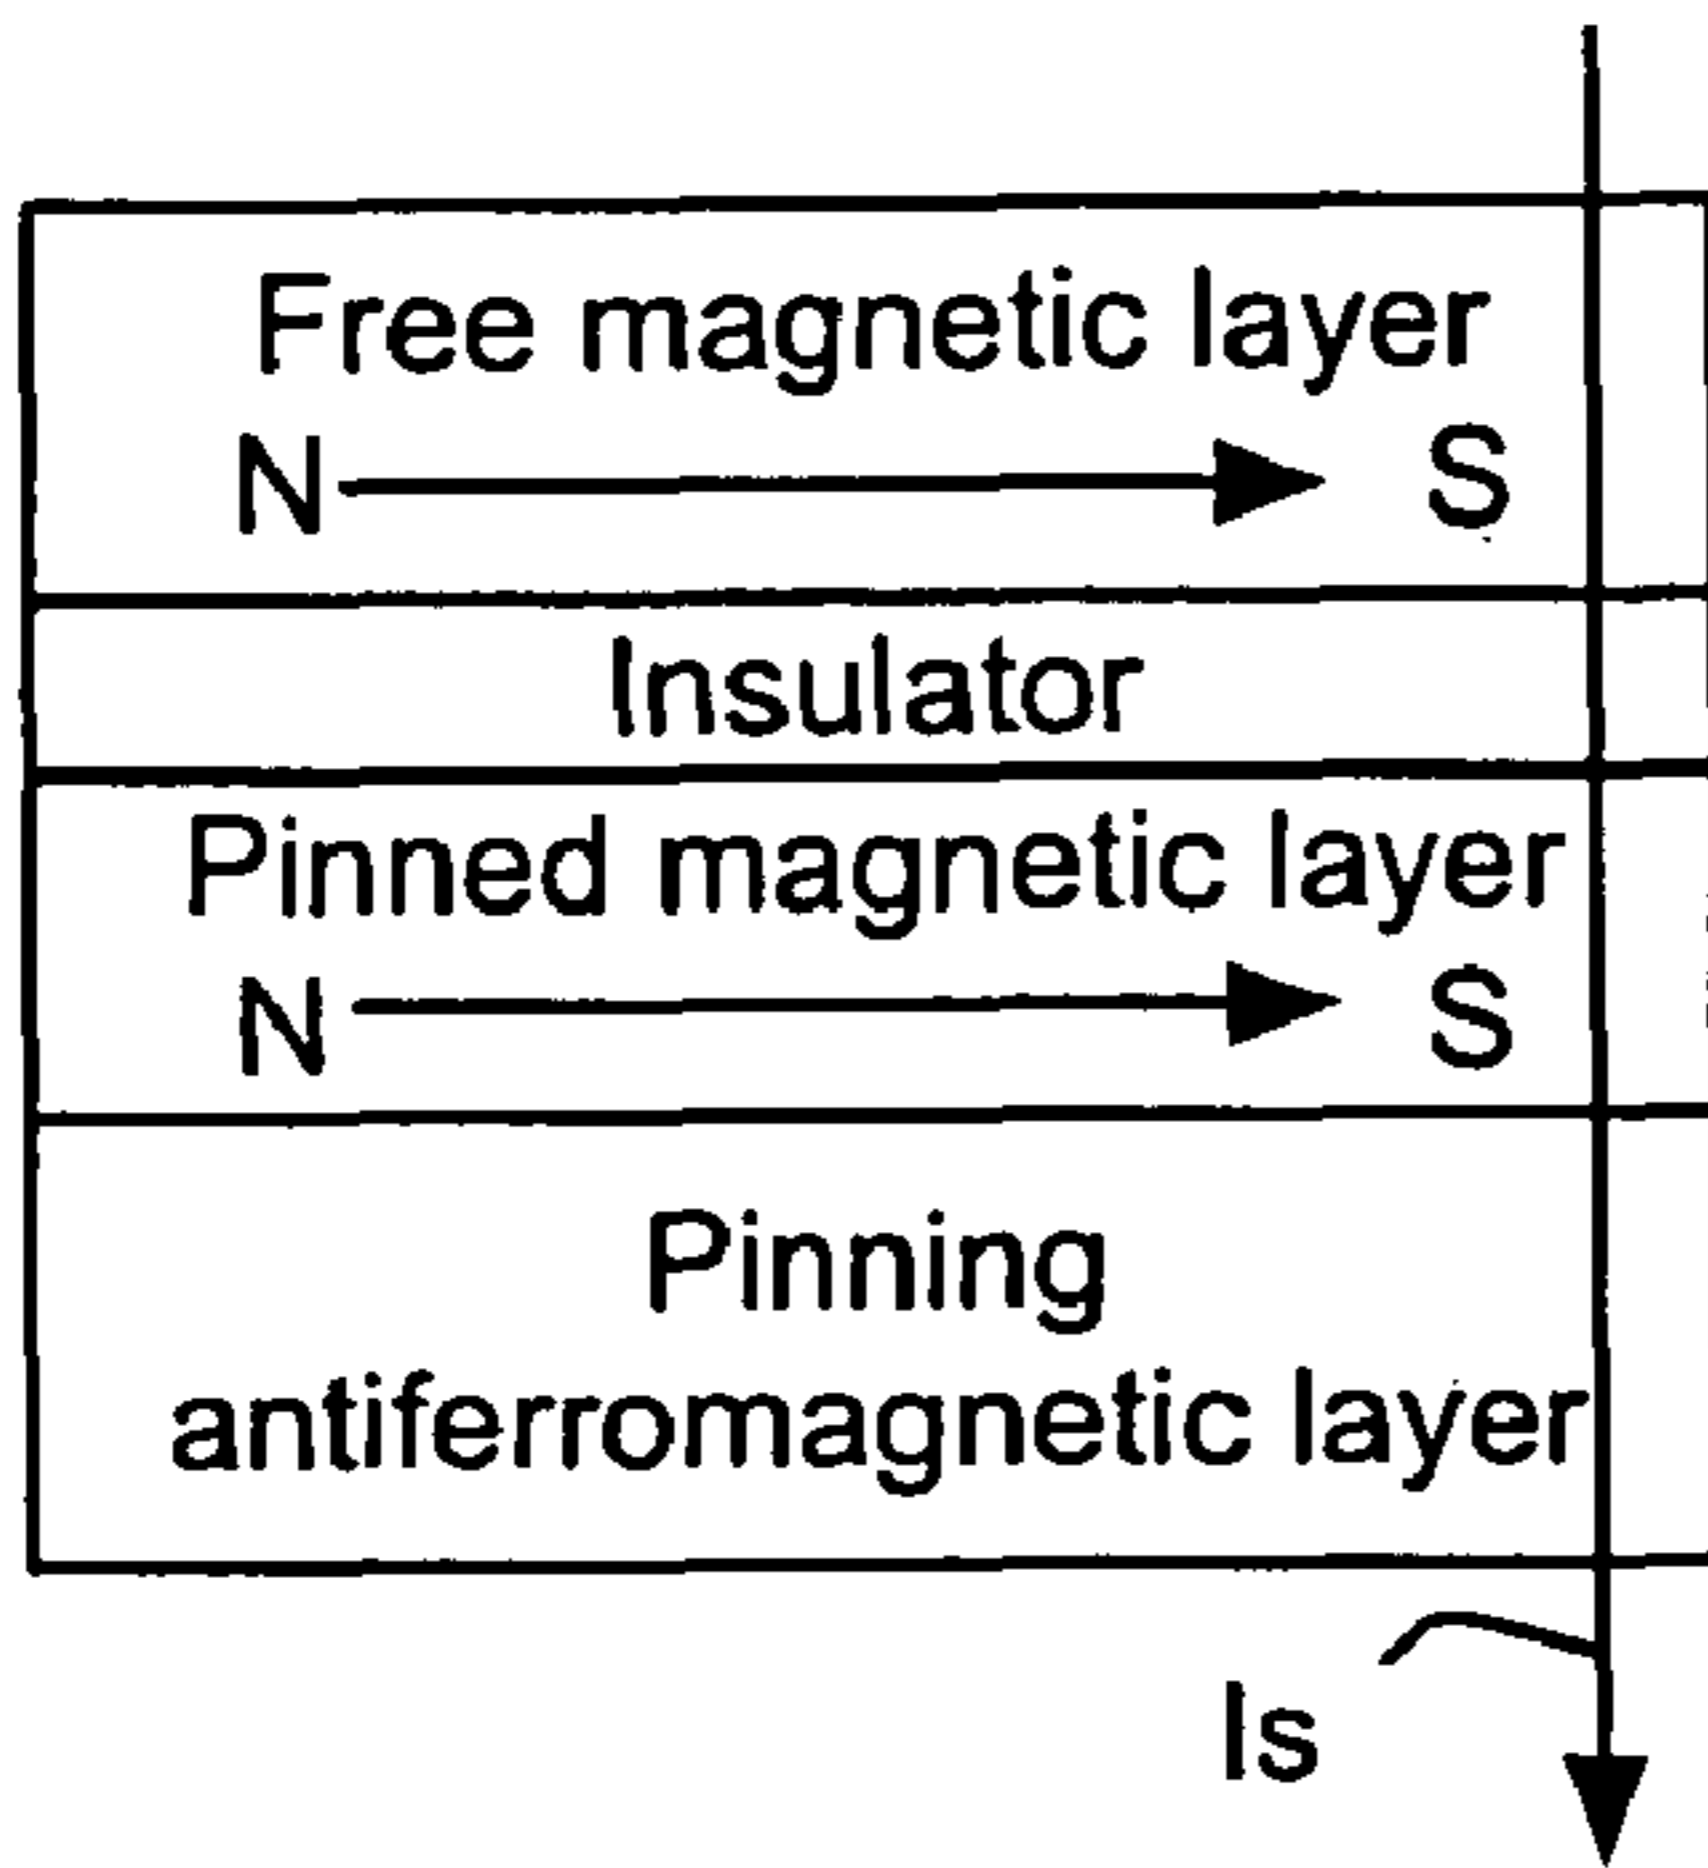 Free magnetic layer
N S
Insulator
Pinned magnetic layer
N S
Pinning
antiferromagnetic layer
Is